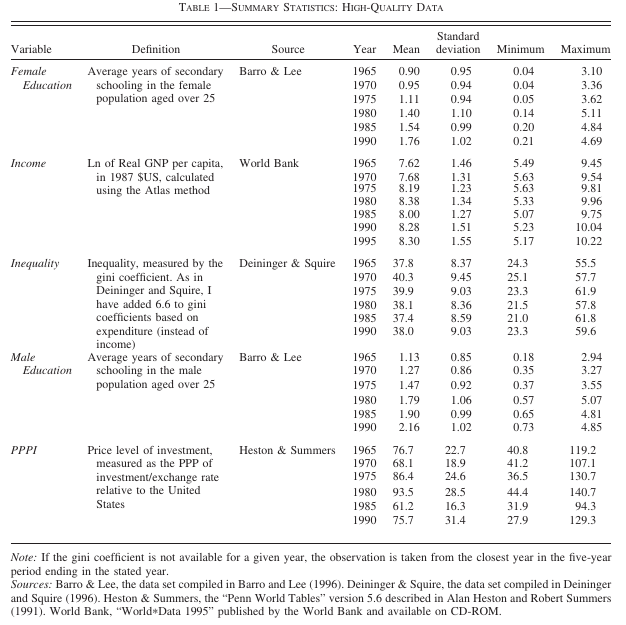 TABLE 1—SUMMARY STATISTICS: HIGH-QUALITY DATA
Variable Definition Source Year Mean Standard deviation Minimum Maximum
Female Average years of secondary Barro & Lee 1965 0.90 0.95 0.04 3.10
Education schooling in the female 1970 0.95 0.94 0.04 3.36
population aged over 25 1975 1.11 0.94 0.05 3.62
1980 1.40 1.10 0.14 5.11
1985 1.54 0.99 0.20 4.84
1990 1.76 1.02 0.21 4.69
Income Ln of Real GNP per capita, World Bank 1965 7.62 1.46 5.49 9.45
in 1987 $US, calculated 1970 7.68 1.31 5.63 9.54
using the Atlas method 1975 8.19 1.23 5.63 9.81
1980 8.38 1.34 5.33 9.96
1985 8.00 1.27 5.07 9.75
1990 8.28 1.51 5.23 10.04
1995 8.30 1.55 5.17 10.22
Inequality Inequality, measured by the Deininger & Squire 1965 37.8 8.37 24.3 55.5
gini coefficient. As in 1970 40.3 9.45 25.1 57.7
Deininger and Squire, I 1975 39.9 9.03 23.3 61.9
have added 6.6 to gini 1980 38.1 8.36 21.5 57.8
coefficients based on 1985 37.4 8.59 21.0 61.8
expenditure (instead of 1990 38.0 9.03 23.3 59.6
income)
Male Average years of secondary Barro & Lee 1965 1.13 0.85 0.18 2.94
Education schooling in the male 1970 1.27 0.86 0.35 3.27
population aged over 25 1975 1.47 0.92 0.37 3.55
1980 1.79 1.06 0.57 5.07
1985 1.90 0.99 0.65 4.81
1990 2.16 1.02 0.73 4.85
PPPI Price level of investment, Heston & Summers 1965 76.7 22.7 40.8 119.2
measured as the PPP of 1970 68.1 18.9 41.2 107.1
investment/exchange rate 1975 86.4 24.6 36.5 130.7
relative to the United 1980 93.5 28.5 44.4 140.7
States 1985 61.2 16.3 31.9 94.3
1990 75.7 31.4 27.9 129.3
Note: If the gini coefficient is not available for a given year, the observation is taken from the closest year in the five-year
period ending in the stated year.
Sources: Barro & Lee, the data set compiled in Barro and Lee (1996). Deininger & Squire, the data set compiled in Deininger
and Squire (1996). Heston & Summers, the “Penn World Tables” version 5.6 described in Alan Heston and Robert Summers
(1991). World Bank, “World*Data 1995” published by the World Bank and available on CD-ROM.